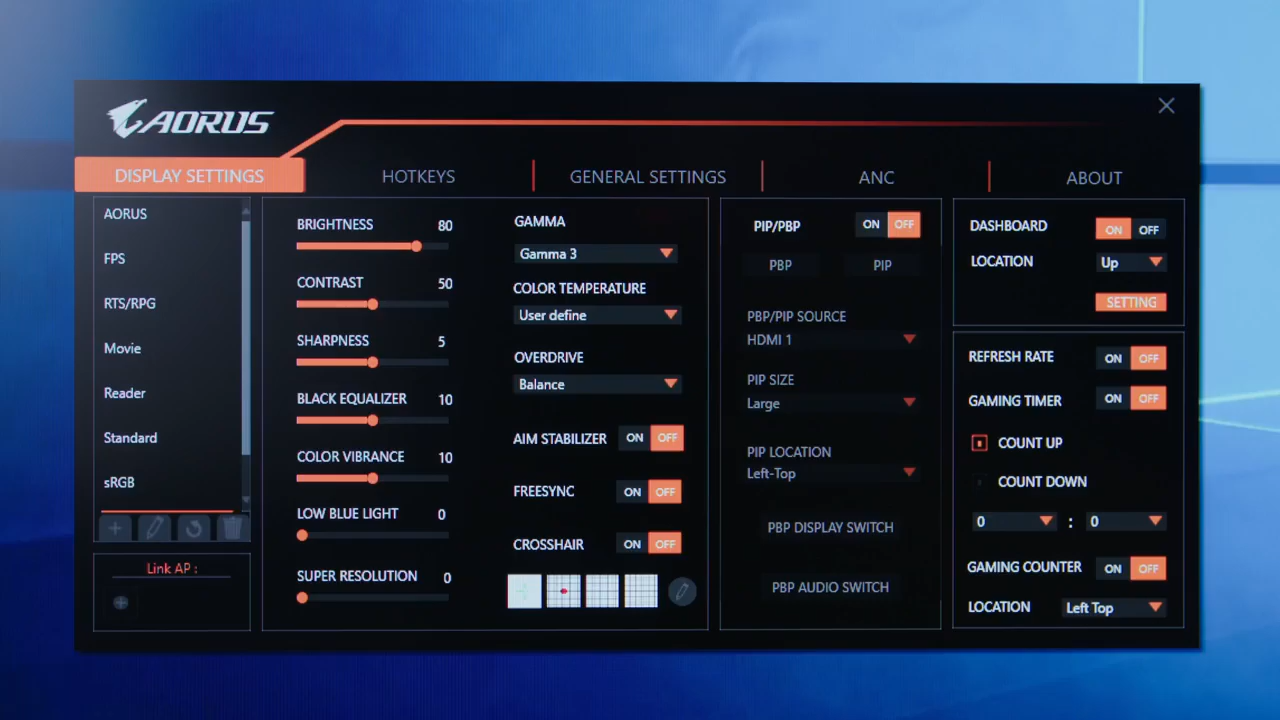 AORUS
DISPLAY SETTINGS
HOTKEYS
GENERAL SETTINGS
ANC
ABOUT
AORUS
FPS
RTS/RPG
Movie
Reader
Standard
sRGB
Link AP :
BRIGHTNESS 80
CONTRAST 50
SHARPNESS 5
BLACK EQUALIZER 10
COLOR VIBRANCE 10
LOW BLUE LIGHT 0
SUPER RESOLUTION 0
GAMMA
Gamma 3
COLOR TEMPERATURE
User define
OVERDRIVE
Balance
AIM STABILIZER ON OFF
FREESYNC ON OFF
CROSSHAIR ON OFF
PIP/PBP ON OFF
PBP PIP
PBP/PIP SOURCE
HDMI 1
PIP SIZE
Large
PIP LOCATION
Left-Top
PBP DISPLAY SWITCH
PBP AUDIO SWITCH
DASHBOARD ON OFF
LOCATION Up
SETTING
REFRESH RATE ON OFF
GAMING TIMER ON OFF
COUNT UP
COUNT DOWN
0 : 0
GAMING COUNTER ON OFF
LOCATION Left Top